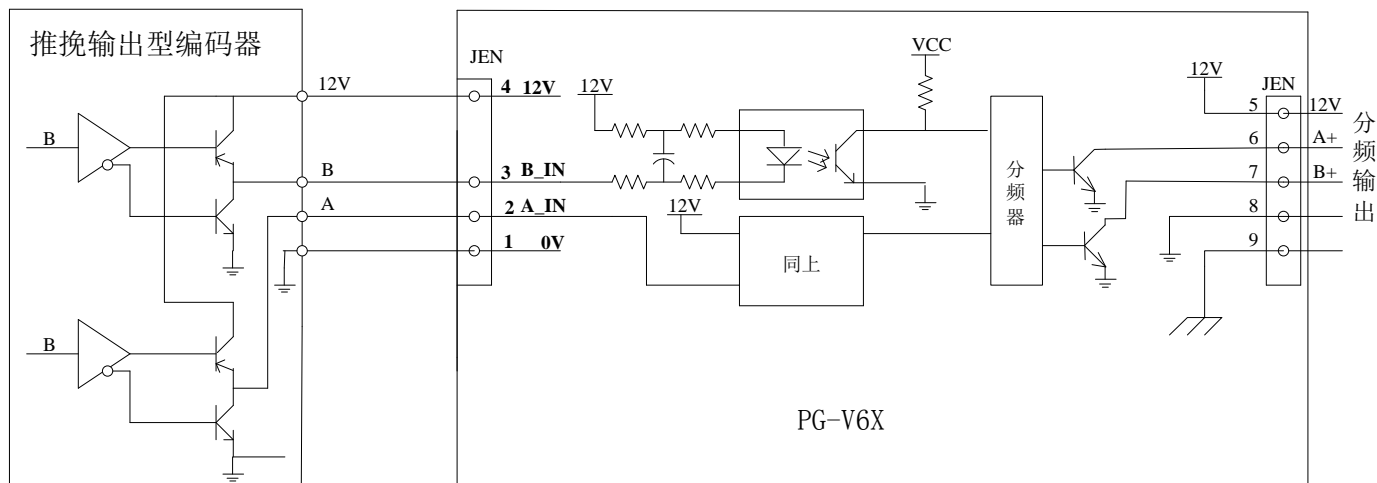 推挽输出型编码器
B
B
12V
B
A
JEN
4 12V
3 B_IN
2 A_IN
1 0V
12V
VCC
12V
同上
分频器
PG-V6X
12V
JEN
5 12V
6 A+
7 B+
8
9
分频输出